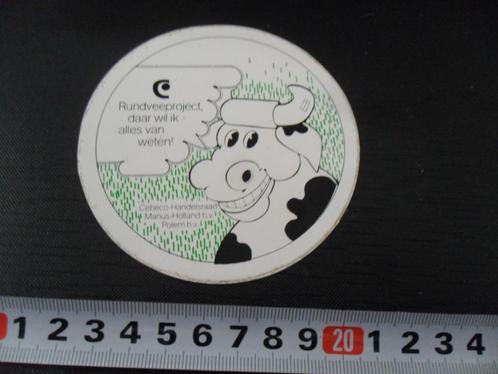 C
Rundveeproject,
daar wil ik
alles van
weten!
Cebeco-Handelsraad
Manus-Holland b.v.
Polem b.v.
1 2 3 4 5 6 7 8 9 20 1 2 3 4